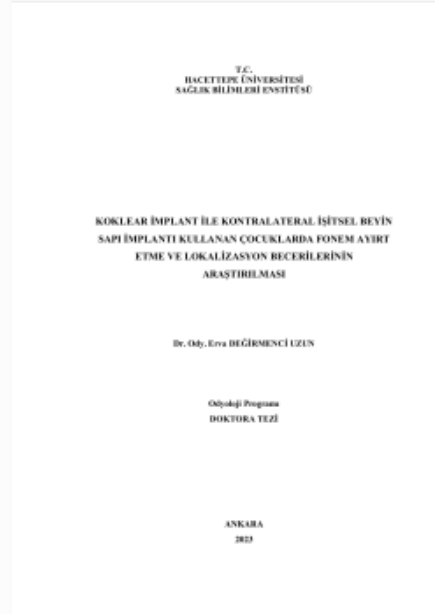 T.C.
HACETTEPE ÜNİVERSİTESİ
SAĞLIK BİLİMLERİ ENSTİTÜSÜ
KOKLEAR İMPLANT İLE KONTRALATERAL İŞİTSEL BEYİN
SAPI İMPLANTI KULLANAN ÇOCUKLARDA FONEM AYIRT
ETME VE LOKALİZASYON BECERİLERİNİN
ARAŞTIRILMASI
Dr. Ody. Erva DEĞİRMENCİ UZUN
Odyoloji Programı
DOKTORA TEZİ
ANKARA
2023